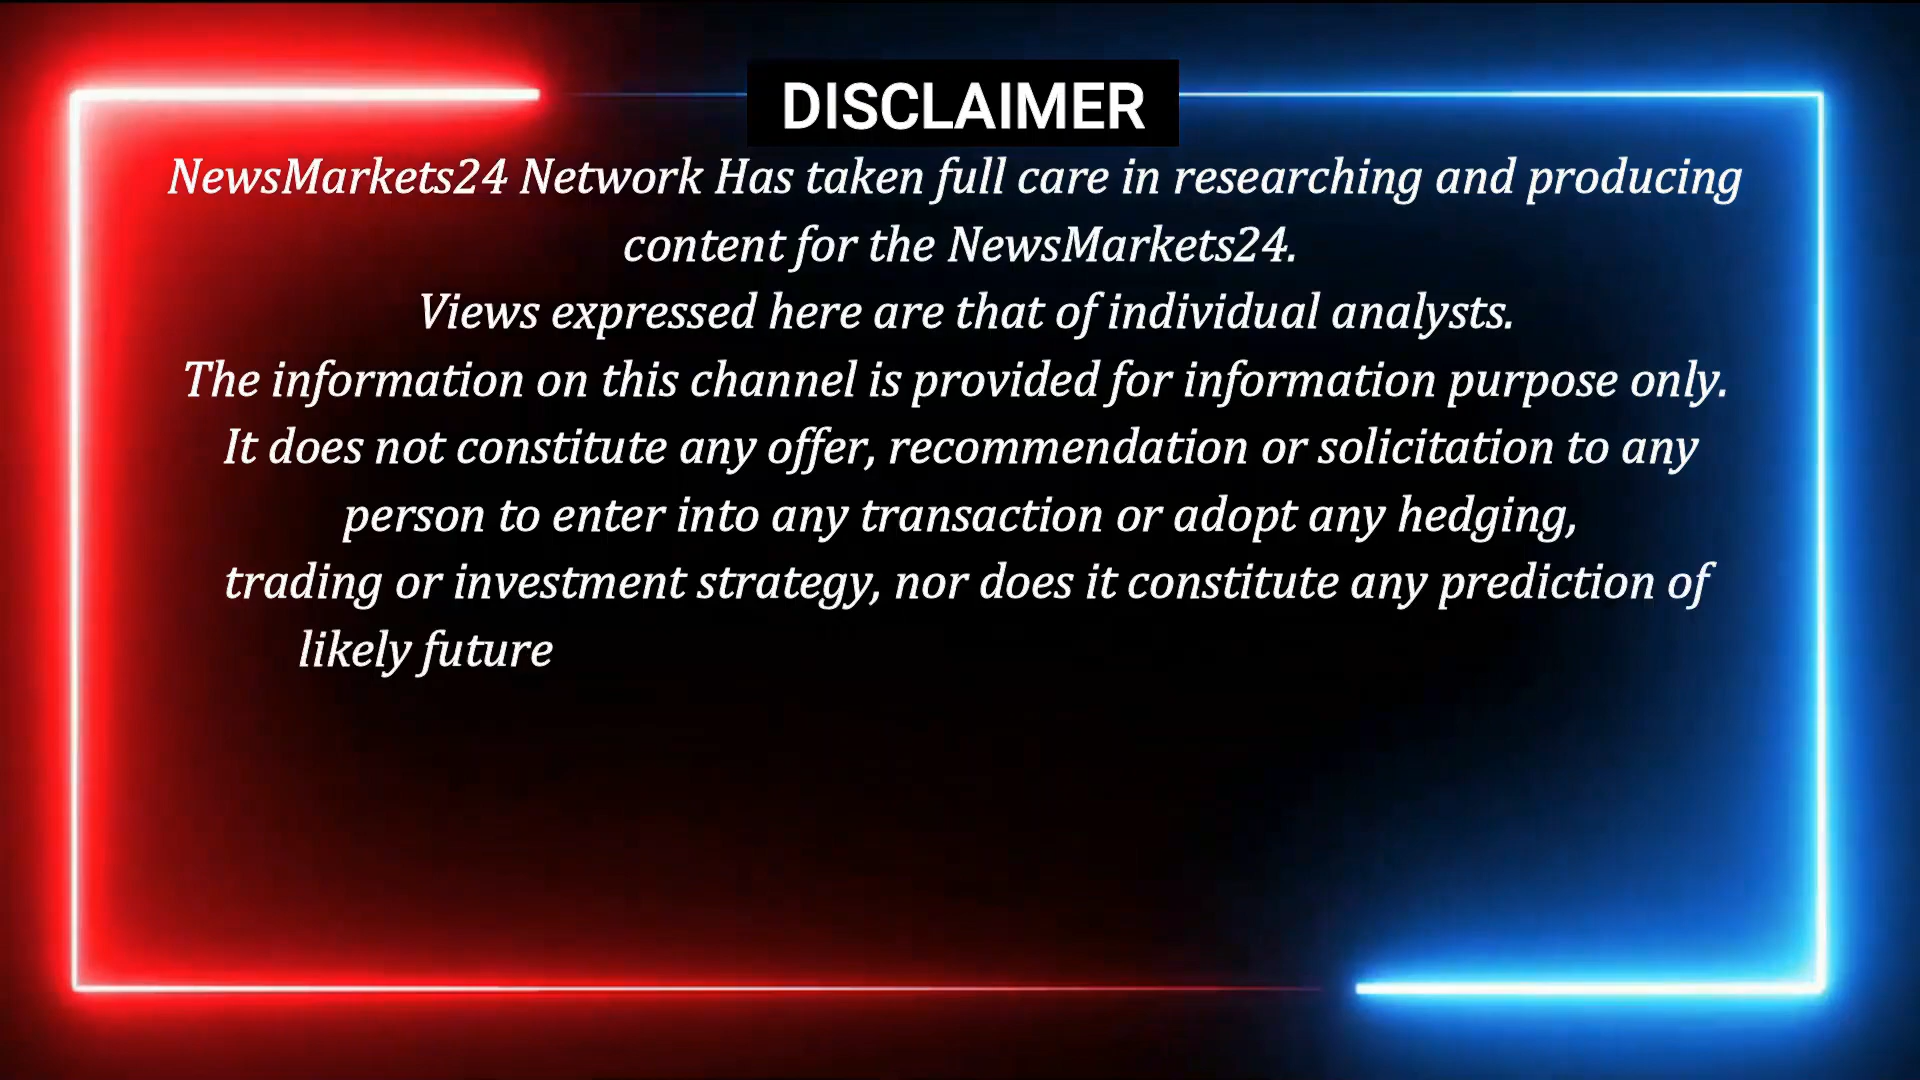 DISCLAIMER
NewsMarkets24 Network Has taken full care in researching and producing
content for the NewsMarkets24.
Views expressed here are that of individual analysts.
The information on this channel is provided for information purpose only.
It does not constitute any offer, recommendation or solicitation to any
person to enter into any transaction or adopt any hedging,
trading or investment strategy, nor does it constitute any prediction of
likely future